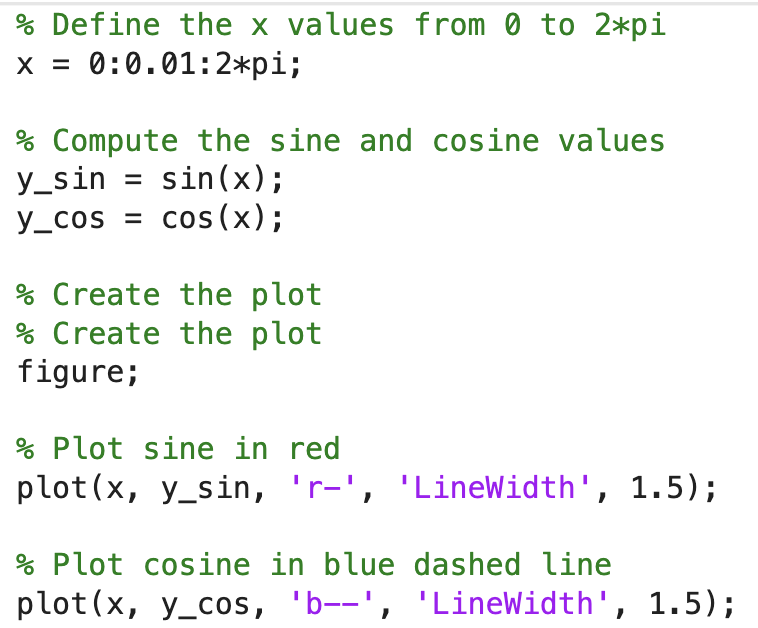 % Define the x values from 0 to 2*pi
x = 0:0.01:2*pi;
% Compute the sine and cosine values
y_sin = sin(x);
y_cos = cos(x);
% Create the plot
% Create the plot
figure;
% Plot sine in red
plot(x, y_sin, 'r-', 'LineWidth', 1.5);
% Plot cosine in blue dashed line
plot(x, y_cos, 'b--', 'LineWidth', 1.5);